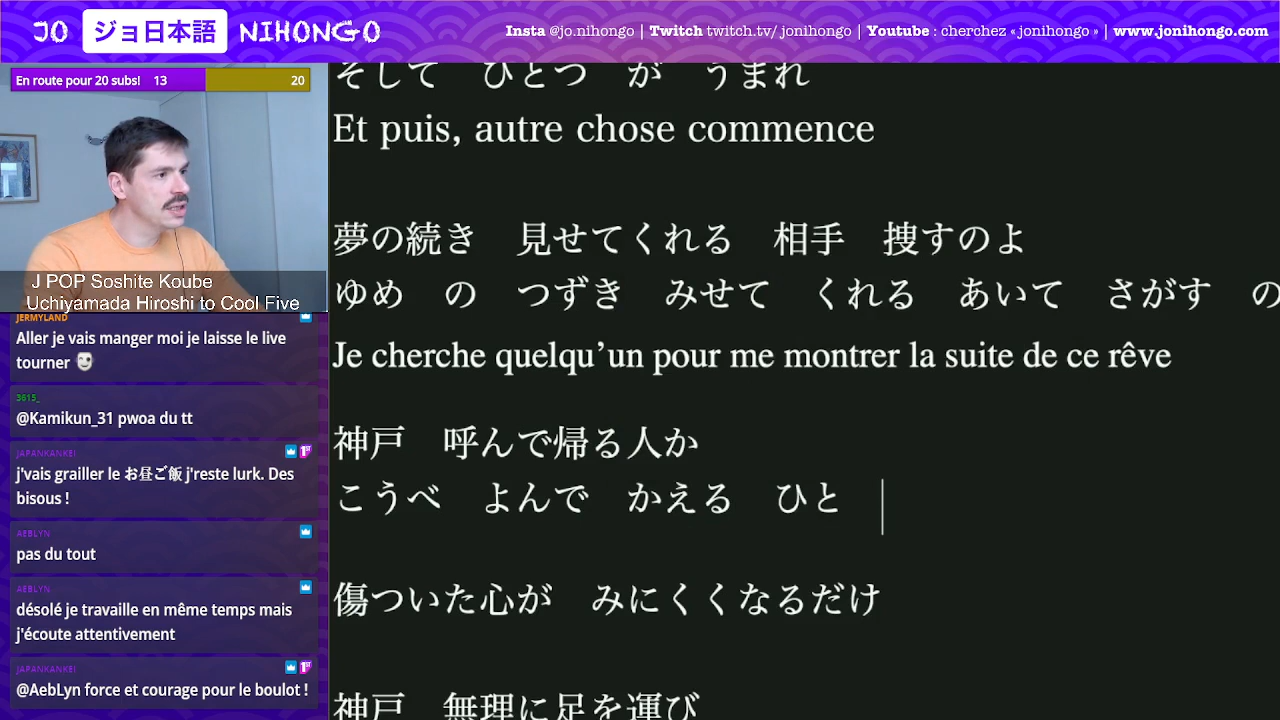 JO ジョ日本語 NIHONGO
Insta @jo.nihongo | Twitch twitch.tv/jonihongo | Youtube : cherchez « jonihongo » | www.jonihongo.com
En route pour 20 subs! 13 20
J POP Soshite Koube
Uchiyamada Hiroshi to Cool Five
JERMYLAND
Aller je vais manger moi je laisse le live
tourner
3615_
@Kamikun_31 pwoa du tt
JAPANKANKEI
j'vais grailler le お昼ご飯 j'reste lurk. Des
bisous !
AEBLYN
pas du tout
AEBLYN
désolé je travaille en même temps mais
j'écoute attentivement
JAPANKANKEI
@AebLyn force et courage pour le boulot !
そして ひとつ が うまれ
Et puis, autre chose commence
夢の続き 見せてくれる 相手 捜すのよ
ゆめ の つずき みせて くれる あいて さがす の
Je cherche quelqu’un pour me montrer la suite de ce rêve
神戸 呼んで帰る人か
こうべ よんで かえる ひと
傷ついた心が みにくくなるだけ
神戸 無理に足を運び